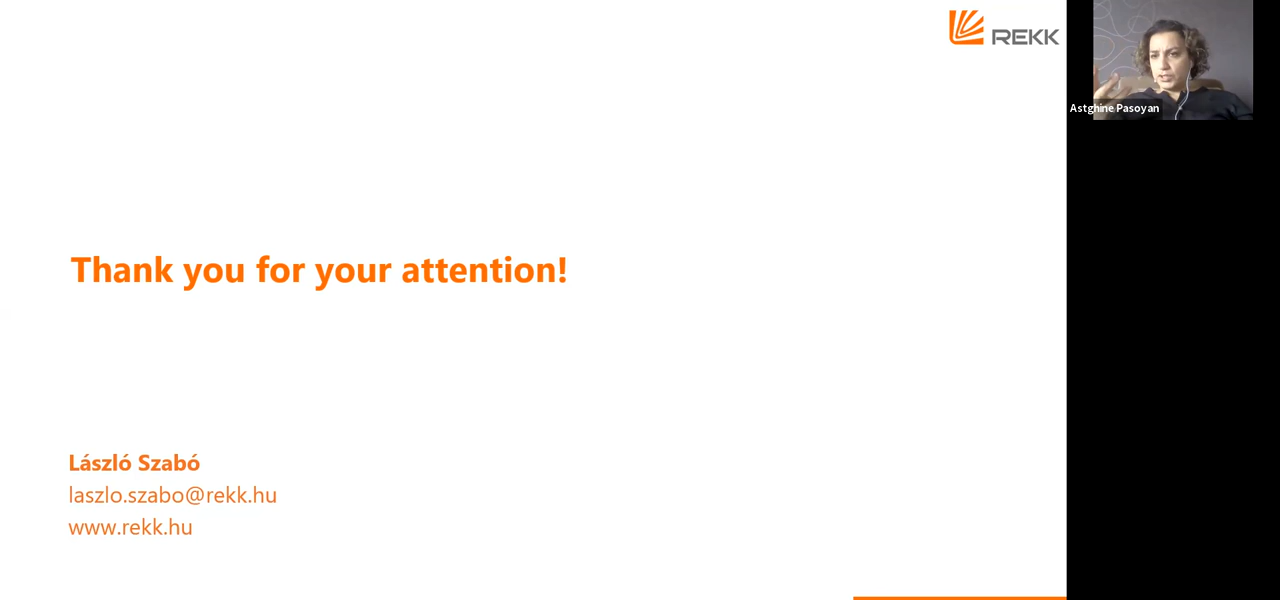 REKK
Astghine Pasoyan
Thank you for your attention!
László Szabó
laszlo.szabo@rekk.hu
www.rekk.hu